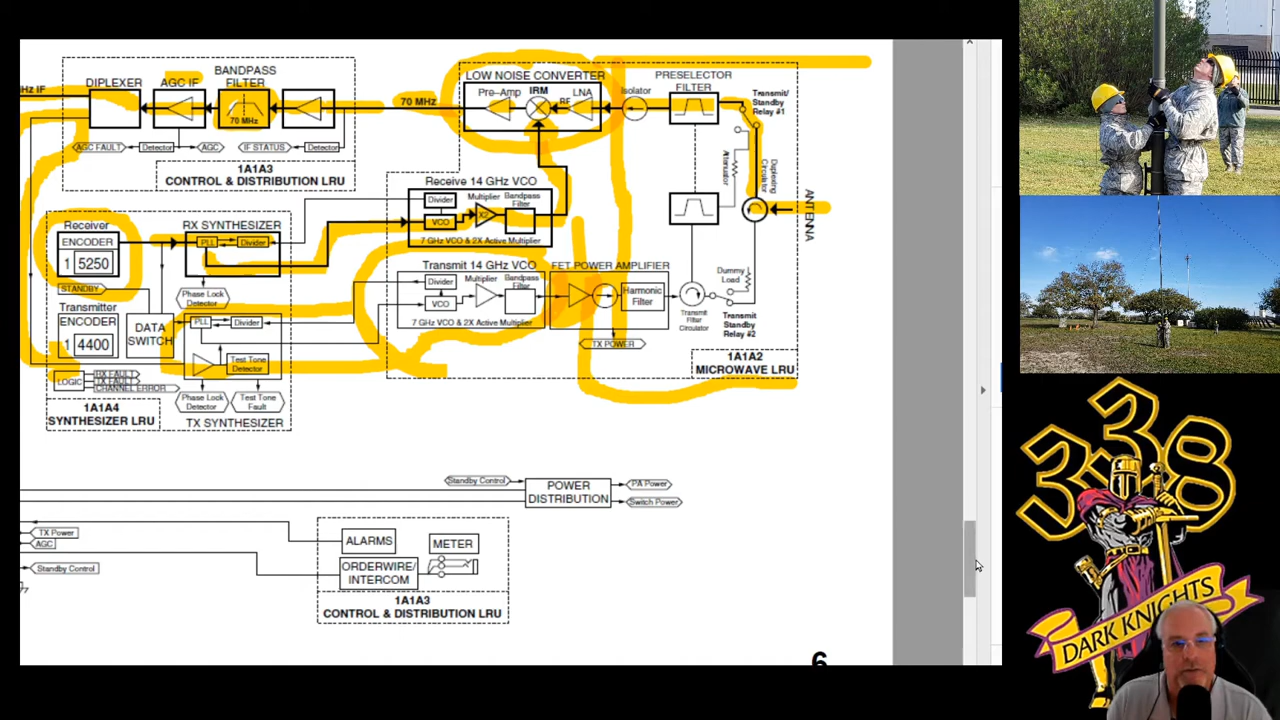 Hz IF
DIPLEXER
AGC IF
BANDPASS
FILTER
70 MHz
70 MHz
AGC FAULT
Detector
AGC
IF STATUS
Detector
1A1A3
CONTROL & DISTRIBUTION LRU
LOW NOISE CONVERTER
Pre-Amp
IRM
RF
LNA
Isolator
PRESELECTOR
FILTER
Transmit/
Standby
Relay #1
Attenuator
Duplexing
Circulator
ANTENNA
Receiver
ENCODER
1 5250
STANDBY
Transmitter
ENCODER
1 4400
DATA
SWITCH
LOGIC
RX FAULT
TX FAULT
CHANNEL ERROR
1A1A4
SYNTHESIZER LRU
RX SYNTHESIZER
PLL
Divider
Phase Lock
Detector
PLL
Divider
Test Tone
Detector
Phase Lock
Detector
Test Tone
Fault
TX SYNTHESIZER
Receive 14 GHz VCO
Divider
VCO
Multiplier
X2
Bandpass
Filter
7 GHz VCO & 2X Active Multiplier
Transmit 14 GHz VCO
Divider
VCO
Multiplier
Bandpass
Filter
7 GHz VCO & 2X Active Multiplier
FET POWER AMPLIFIER
Harmonic
Filter
TX POWER
Transmit
Filter
Circulator
Dummy
Load
Transmit
Standby
Relay #2
1A1A2
MICROWAVE LRU
Standby Control
POWER
DISTRIBUTION
PA Power
Switch Power
TX Power
AGC
Standby Control
ALARMS
METER
ORDERWIRE/
INTERCOM
1A1A3
CONTROL & DISTRIBUTION LRU
6
338
DARK KNIGHTS